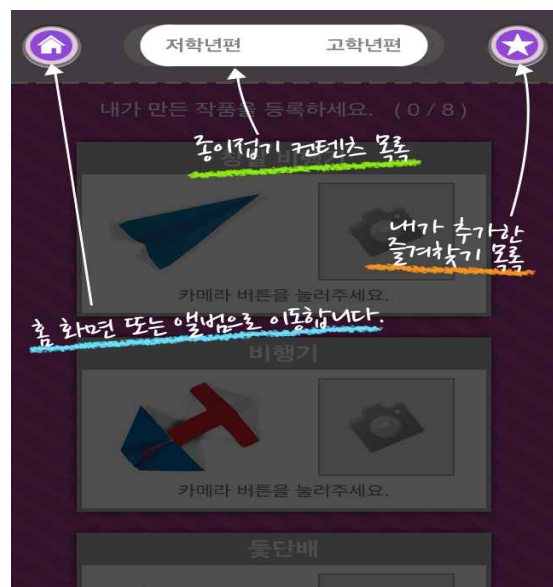 저학년편 고학년편
내가 만든 작품을 등록하세요. (0/8)
종이접기 컨텐츠 목록
비행기
내가 추가한
즐겨찾기 목록
카메라 버튼을 눌러주세요.
홈 화면 또는 앨범으로 이동합니다.
비행기
카메라 버튼을 눌러주세요.
돛단배